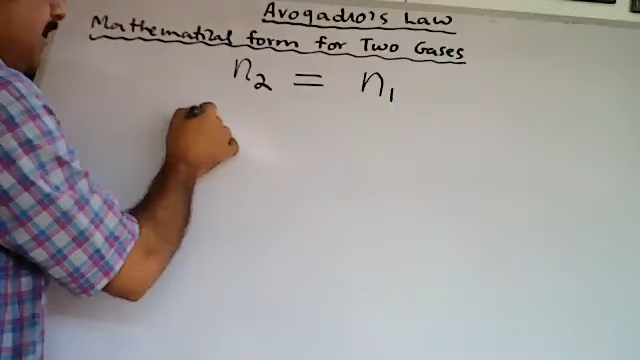 Avogadro's Law
Mathematical form for Two Gases
n₂ = n₁